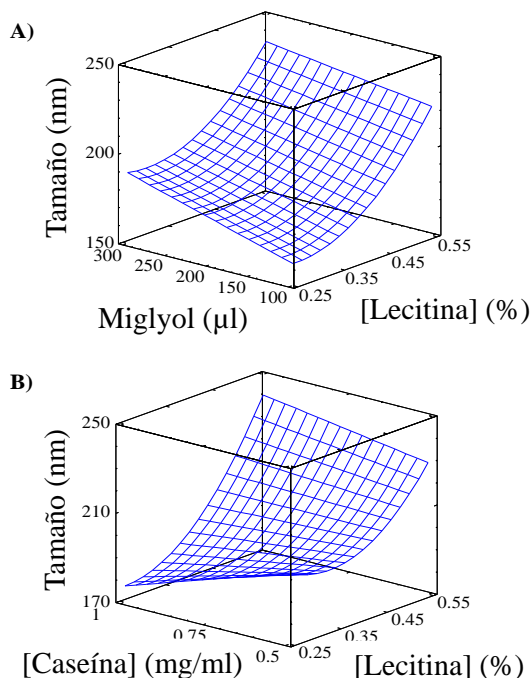 A)
250
200
150
Tamaño (nm)
300
250
200
150
100
Miglyol (µl)
0.25
0.35
0.45
0.55
[Lecitina] (%)
B)
250
210
170
Tamaño (nm)
1
0.75
0.5
[Caseína] (mg/ml)
0.25
0.35
0.45
0.55
[Lecitina] (%)